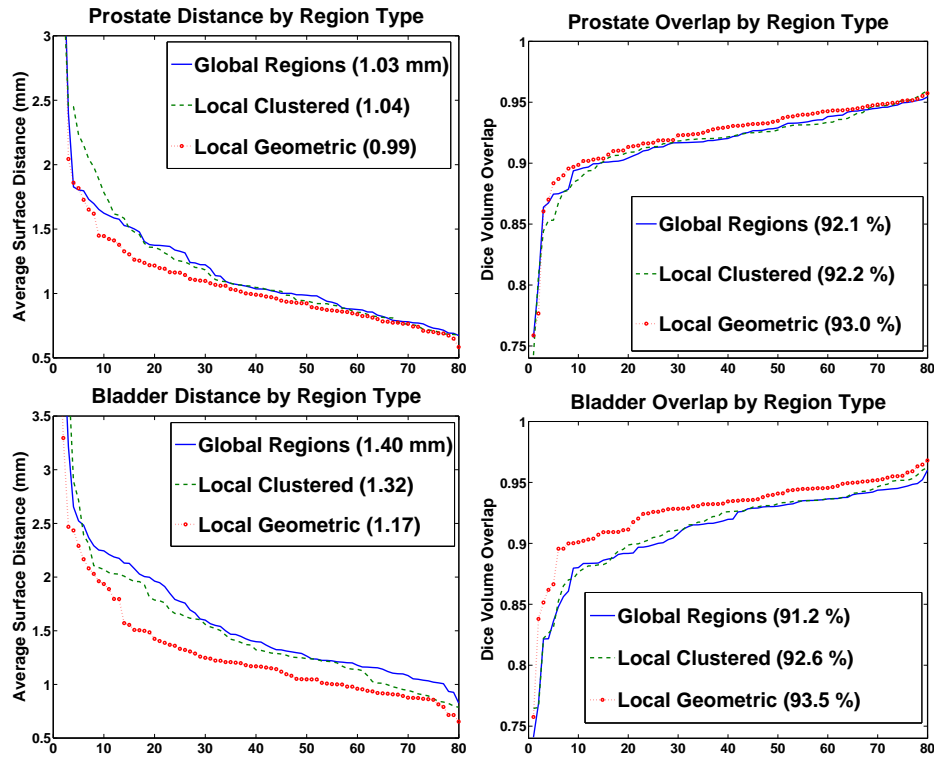 Prostate Distance by Region Type
Average Surface Distance (mm)
3
2.5
2
1.5
1
0.5
0 10 20 30 40 50 60 70 80
Global Regions (1.03 mm)
Local Clustered (1.04)
Local Geometric (0.99)
Prostate Overlap by Region Type
Dice Volume Overlap
1
0.95
0.9
0.85
0.8
0.75
0 10 20 30 40 50 60 70 80
Global Regions (92.1 %)
Local Clustered (92.2 %)
Local Geometric (93.0 %)
Bladder Distance by Region Type
Average Surface Distance (mm)
3.5
3
2.5
2
1.5
1
0.5
0 10 20 30 40 50 60 70 80
Global Regions (1.40 mm)
Local Clustered (1.32)
Local Geometric (1.17)
Bladder Overlap by Region Type
Dice Volume Overlap
1
0.95
0.9
0.85
0.8
0.75
0 10 20 30 40 50 60 70 80
Global Regions (91.2 %)
Local Clustered (92.6 %)
Local Geometric (93.5 %)